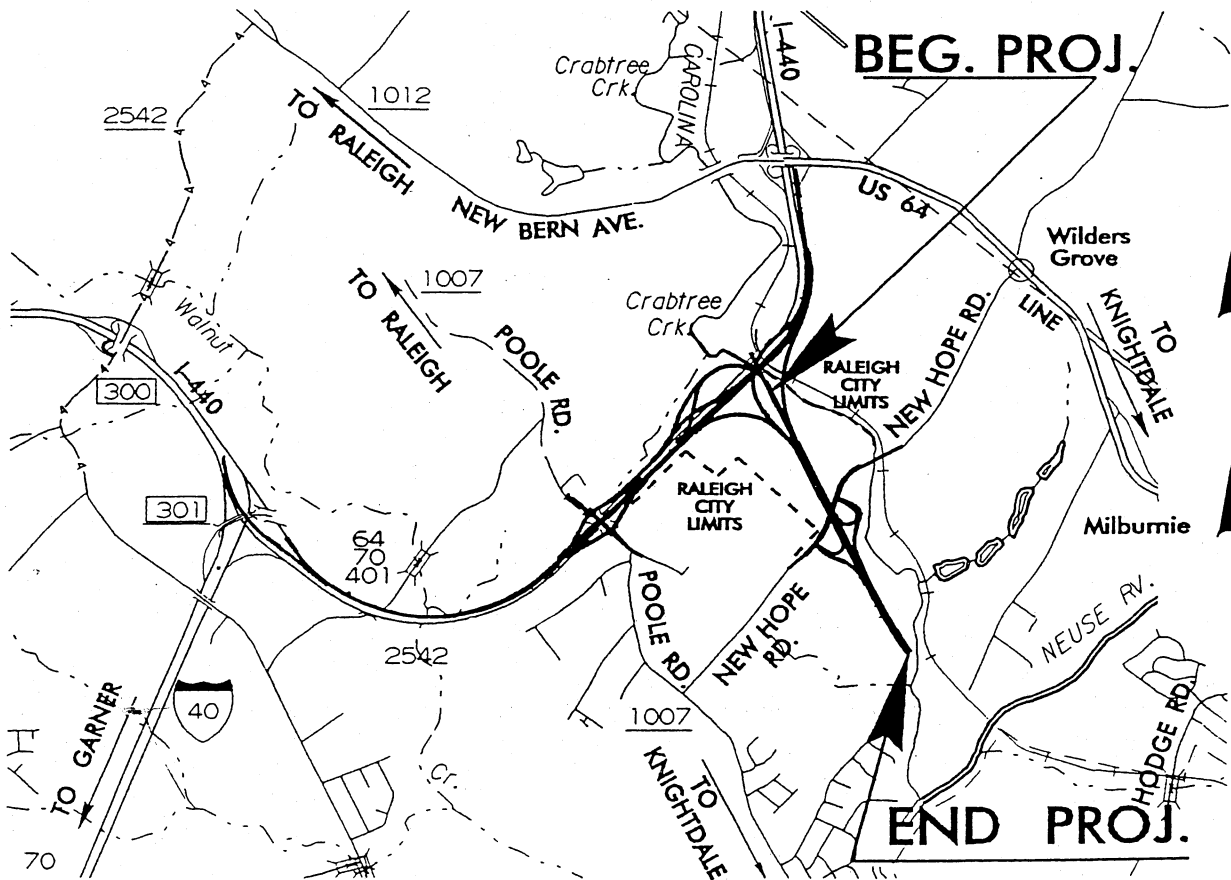 BEG. PROJ.
I-440
CAROLINA
Crabtree
Crk.
1012
2542
TO RALEIGH
NEW BERN AVE.
US 64
Wilders
Grove
LINE
TO
KNIGHTDALE
1007
TO
RALEIGH
Crabtree
Crk.
NEW HOPE RD.
POOLE RD.
Walnut
I-440
300
RALEIGH
CITY
LIMITS
RALEIGH
CITY
LIMITS
301
64
70
401
Milburnie
POOLE RD.
NEW HOPE
RD.
NEUSE RV.
2542
40
TO GARNER
1007
HODGE RD.
TO
KNIGHTDALE
Cr.
END PROJ.
70